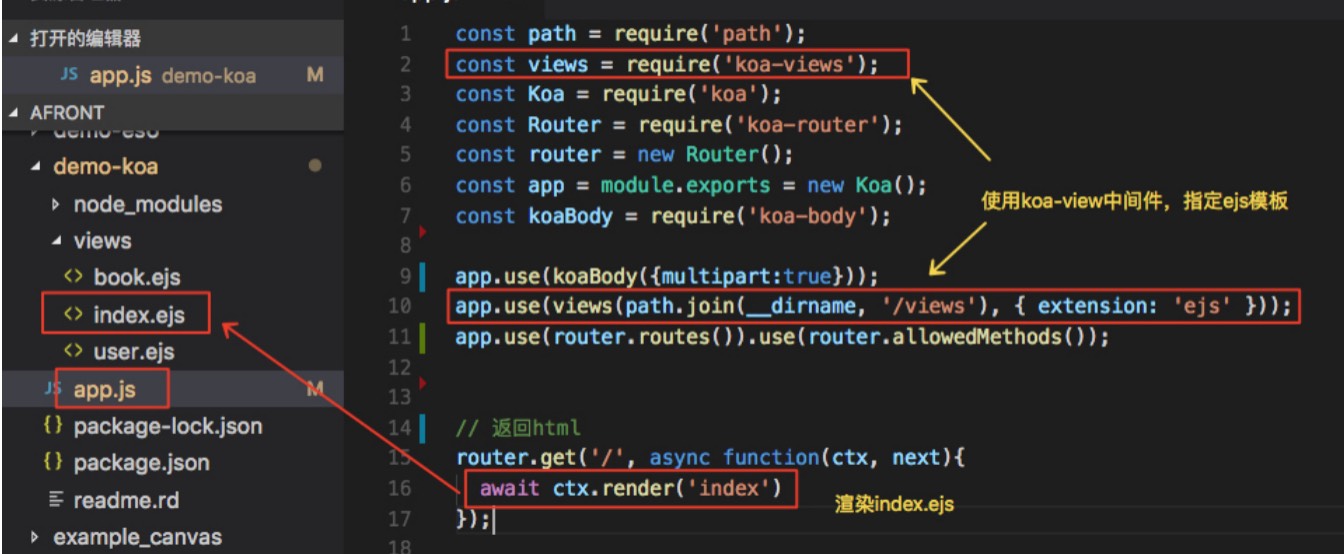 打开的编辑器
JS app.js demo-koa M
AFRONT
demo-eso
demo-koa
node_modules
views
<> book.ejs
<> index.ejs
<> user.ejs
JS app.js M
{} package-lock.json
{} package.json
readme.rd
example_canvas
1 const path = require('path');
2 const views = require('koa-views');
3 const Koa = require('koa');
4 const Router = require('koa-router');
5 const router = new Router();
6 const app = module.exports = new Koa();
7 const koaBody = require('koa-body');
8
9 app.use(koaBody({multipart:true}));
10 app.use(views(path.join(__dirname, '/views'), { extension: 'ejs' }));
11 app.use(router.routes()).use(router.allowedMethods());
12
13
14 // 返回html
15 router.get('/', async function(ctx, next){
16 await ctx.render('index')
17 });
18
使用koa-view中间件，指定ejs模板
渲染index.ejs